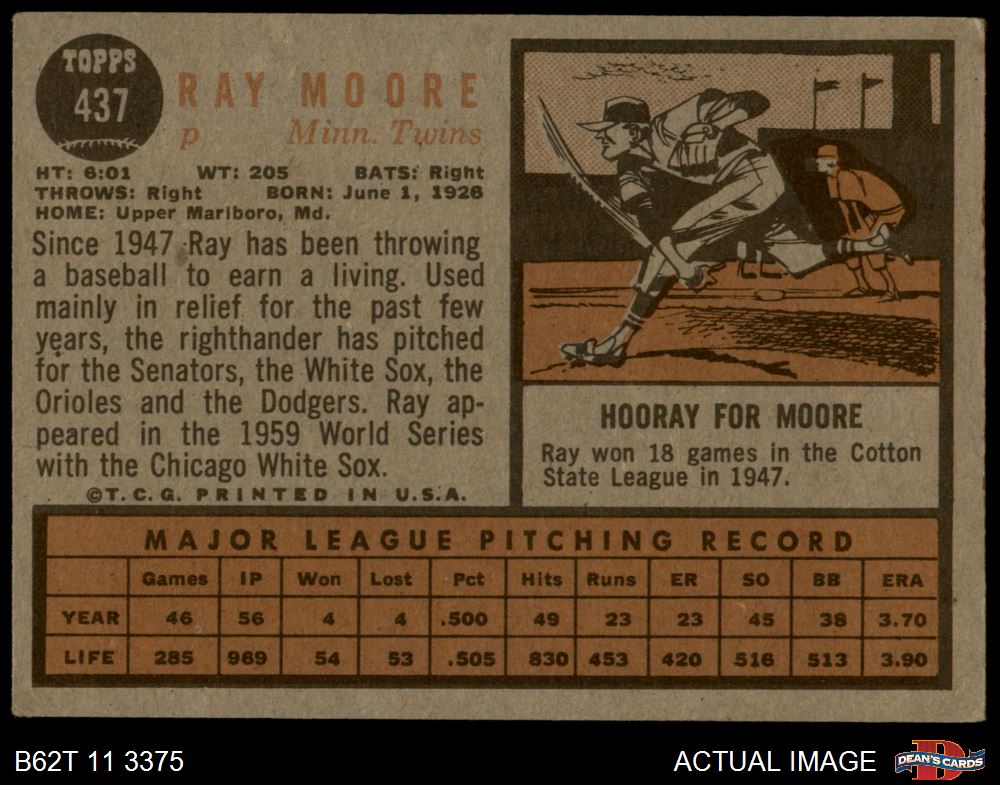 TOPPS
437
RAY MOORE
p Minn. Twins
HT: 6:01 WT: 205 BATS: Right
THROWS: Right BORN: June 1, 1926
HOME: Upper Marlboro, Md.
Since 1947 Ray has been throwing
a baseball to earn a living. Used
mainly in relief for the past few
years, the righthander has pitched
for the Senators, the White Sox, the
Orioles and the Dodgers. Ray ap-
peared in the 1959 World Series
with the Chicago White Sox.
©T.C.G. PRINTED IN U.S.A.
HOORAY FOR MOORE
Ray won 18 games in the Cotton
State League in 1947.
MAJOR LEAGUE PITCHING RECORD
Games IP Won Lost Pct Hits Runs ER SO BB ERA
YEAR 46 56 4 4 .500 49 23 23 45 38 3.70
LIFE 285 969 54 53 .505 830 453 420 516 513 3.90
B62T 11 3375
ACTUAL IMAGE
DEAN'S CARDS